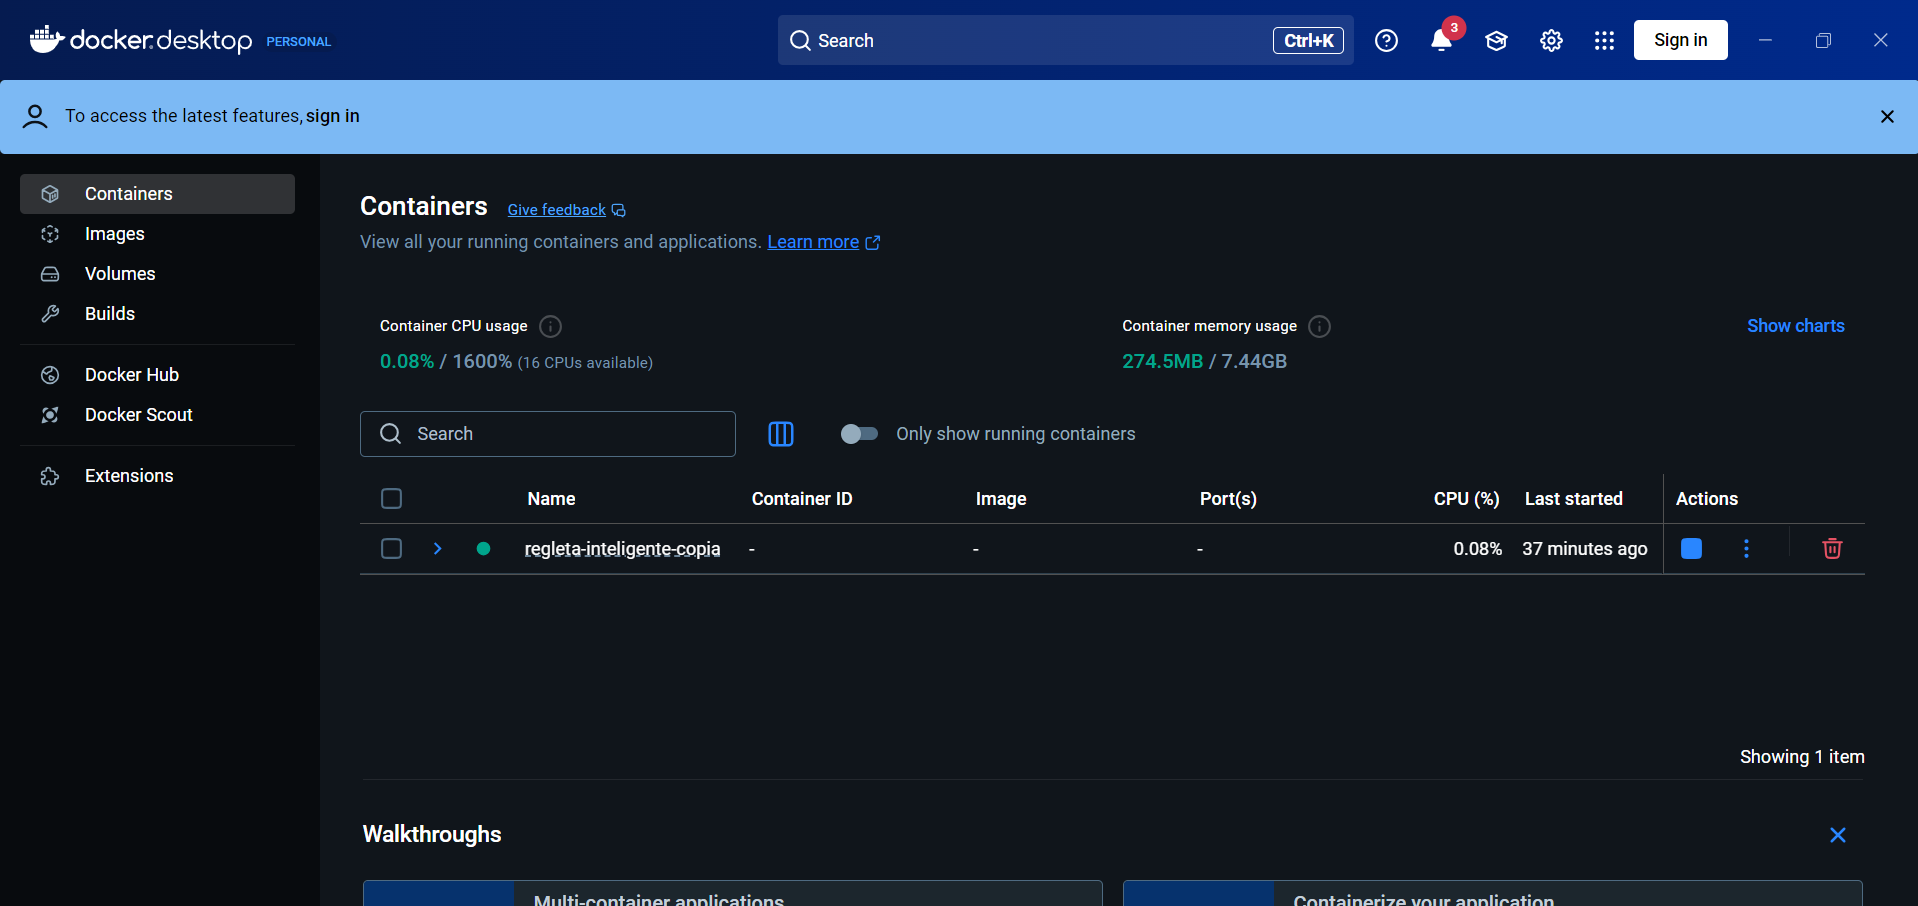 docker.desktop PERSONAL
Search
Ctrl+K
3
Sign in
To access the latest features, sign in
Containers
Images
Volumes
Builds
Docker Hub
Docker Scout
Extensions
Containers Give feedback
View all your running containers and applications. Learn more
Container CPU usage
0.08% / 1600% (16 CPUs available)
Container memory usage
274.5MB / 7.44GB
Show charts
Search
Only show running containers
Name Container ID Image Port(s) CPU (%) Last started Actions
regleta-inteligente-copia - - - 0.08% 37 minutes ago
Showing 1 item
Walkthroughs
Multi-container applications
Containerize your application